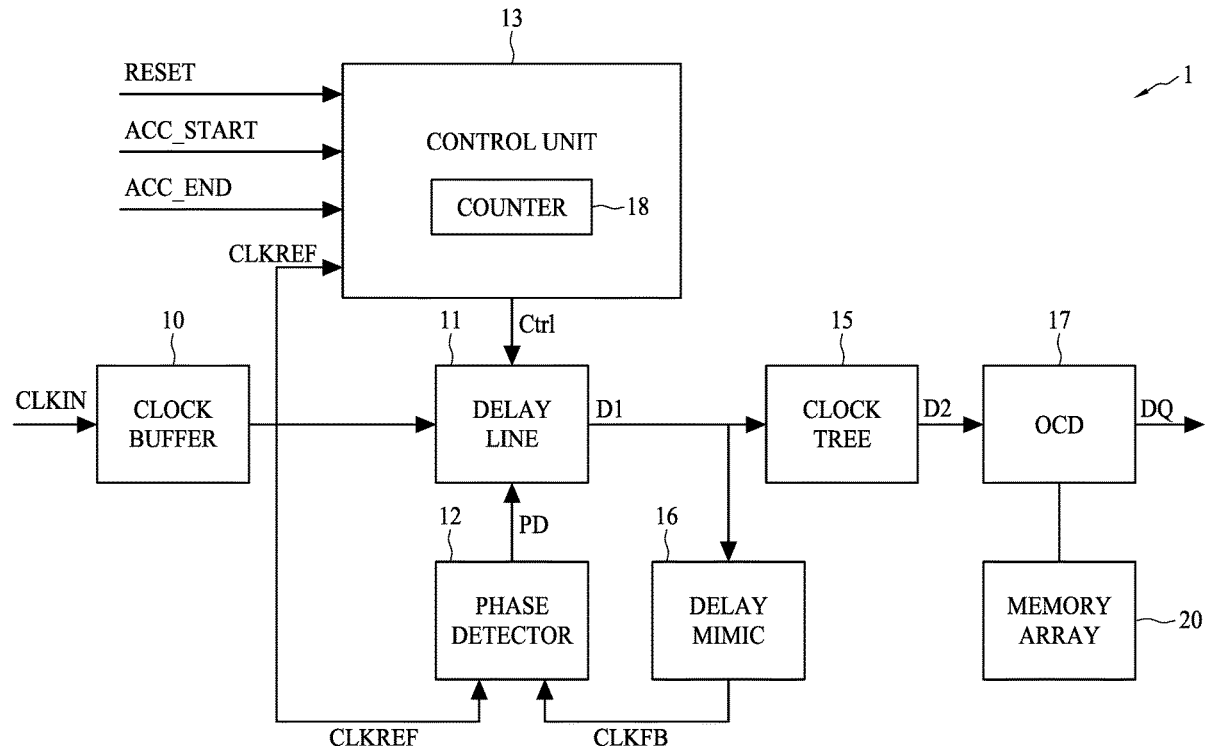 13
1
RESET
ACC_START
ACC_END
CLKREF
CONTROL UNIT
COUNTER
18
Ctrl
10
11
15
17
CLKIN
CLOCK
BUFFER
DELAY
LINE
D1
CLOCK
TREE
D2
OCD
DQ
12
PD
16
PHASE
DETECTOR
DELAY
MIMIC
MEMORY
ARRAY
20
CLKREF
CLKFB